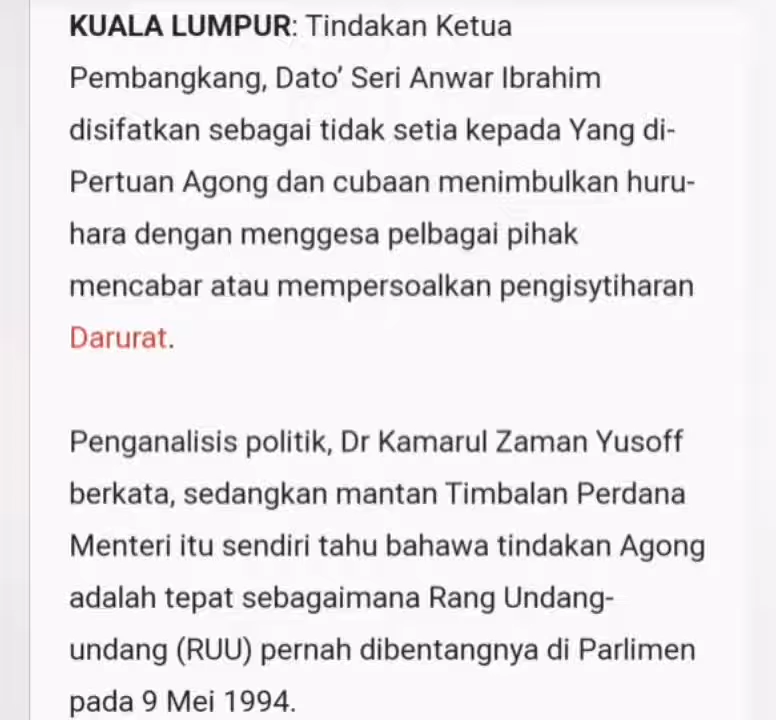 KUALA LUMPUR: Tindakan Ketua
Pembangkang, Dato’ Seri Anwar Ibrahim
disifatkan sebagai tidak setia kepada Yang di-
Pertuan Agong dan cubaan menimbulkan huru-
hara dengan menggesa pelbagai pihak
mencabar atau mempersoalkan pengisytiharan
Darurat.
Penganalisis politik, Dr Kamarul Zaman Yusoff
berkata, sedangkan mantan Timbalan Perdana
Menteri itu sendiri tahu bahawa tindakan Agong
adalah tepat sebagaimana Rang Undang-
undang (RUU) pernah dibentangnya di Parlimen
pada 9 Mei 1994.